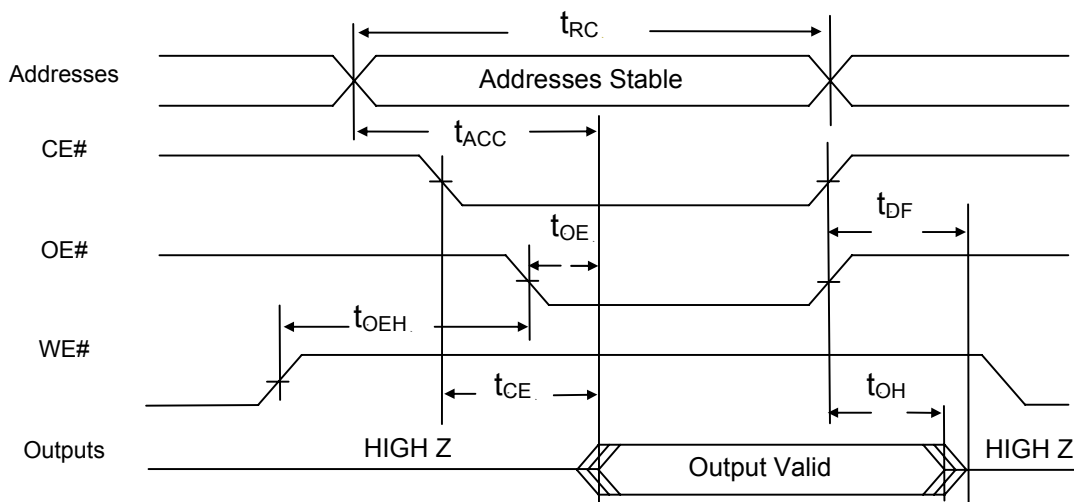 tRC
Addresses
Addresses Stable
tACC
CE#
tDF
tOE
OE#
tOEH
WE#
tCE
tOH
Outputs
HIGH Z
Output Valid
HIGH Z